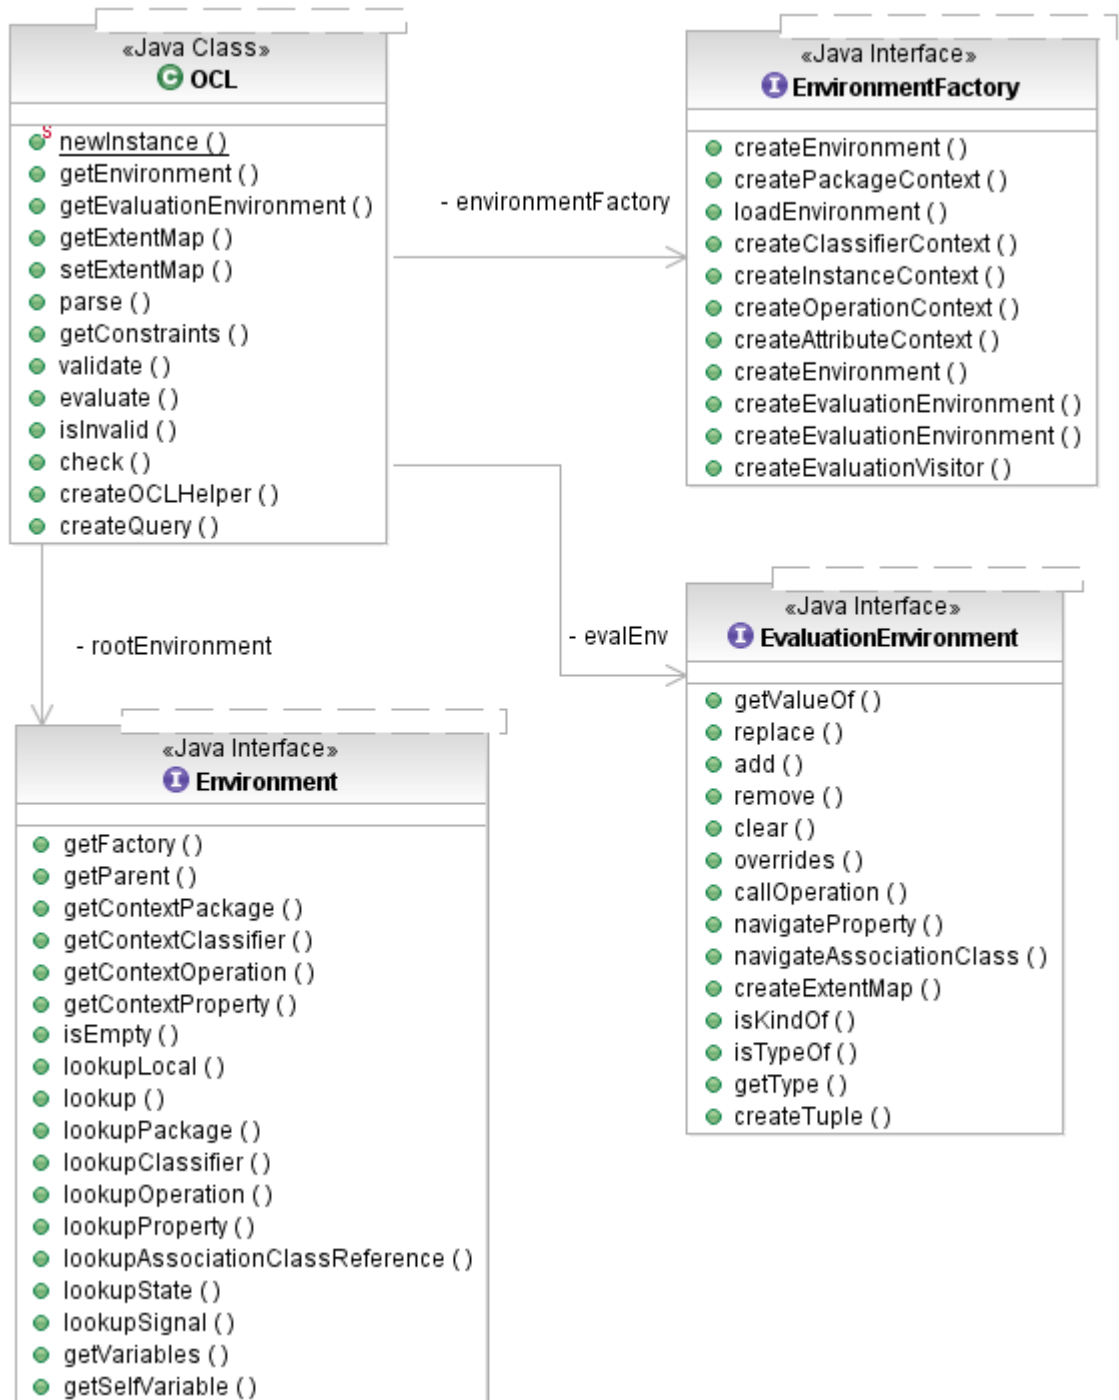 «Java Class»
C OCL
S
newInstance ( )
getEnvironment ( )
getEvaluationEnvironment ( )
getExtentMap ( )
setExtentMap ( )
parse ( )
getConstraints ( )
validate ( )
evaluate ( )
isInvalid ( )
check ( )
createOCLHelper ( )
createQuery ( )
- environmentFactory
«Java Interface»
I EnvironmentFactory
createEnvironment ( )
createPackageContext ( )
loadEnvironment ( )
createClassifierContext ( )
createInstanceContext ( )
createOperationContext ( )
createAttributeContext ( )
createEnvironment ( )
createEvaluationEnvironment ( )
createEvaluationEnvironment ( )
createEvaluationVisitor ( )
- rootEnvironment
- evalEnv
«Java Interface»
I EvaluationEnvironment
getValueOf ( )
replace ( )
add ( )
remove ( )
clear ( )
overrides ( )
callOperation ( )
navigateProperty ( )
navigateAssociationClass ( )
createExtentMap ( )
isKindOf ( )
isTypeOf ( )
getType ( )
createTuple ( )
«Java Interface»
I Environment
getFactory ( )
getParent ( )
getContextPackage ( )
getContextClassifier ( )
getContextOperation ( )
getContextProperty ( )
isEmpty ( )
lookupLocal ( )
lookup ( )
lookupPackage ( )
lookupClassifier ( )
lookupOperation ( )
lookupProperty ( )
lookupAssociationClassReference ( )
lookupState ( )
lookupSignal ( )
getVariables ( )
getSelfVariable ( )